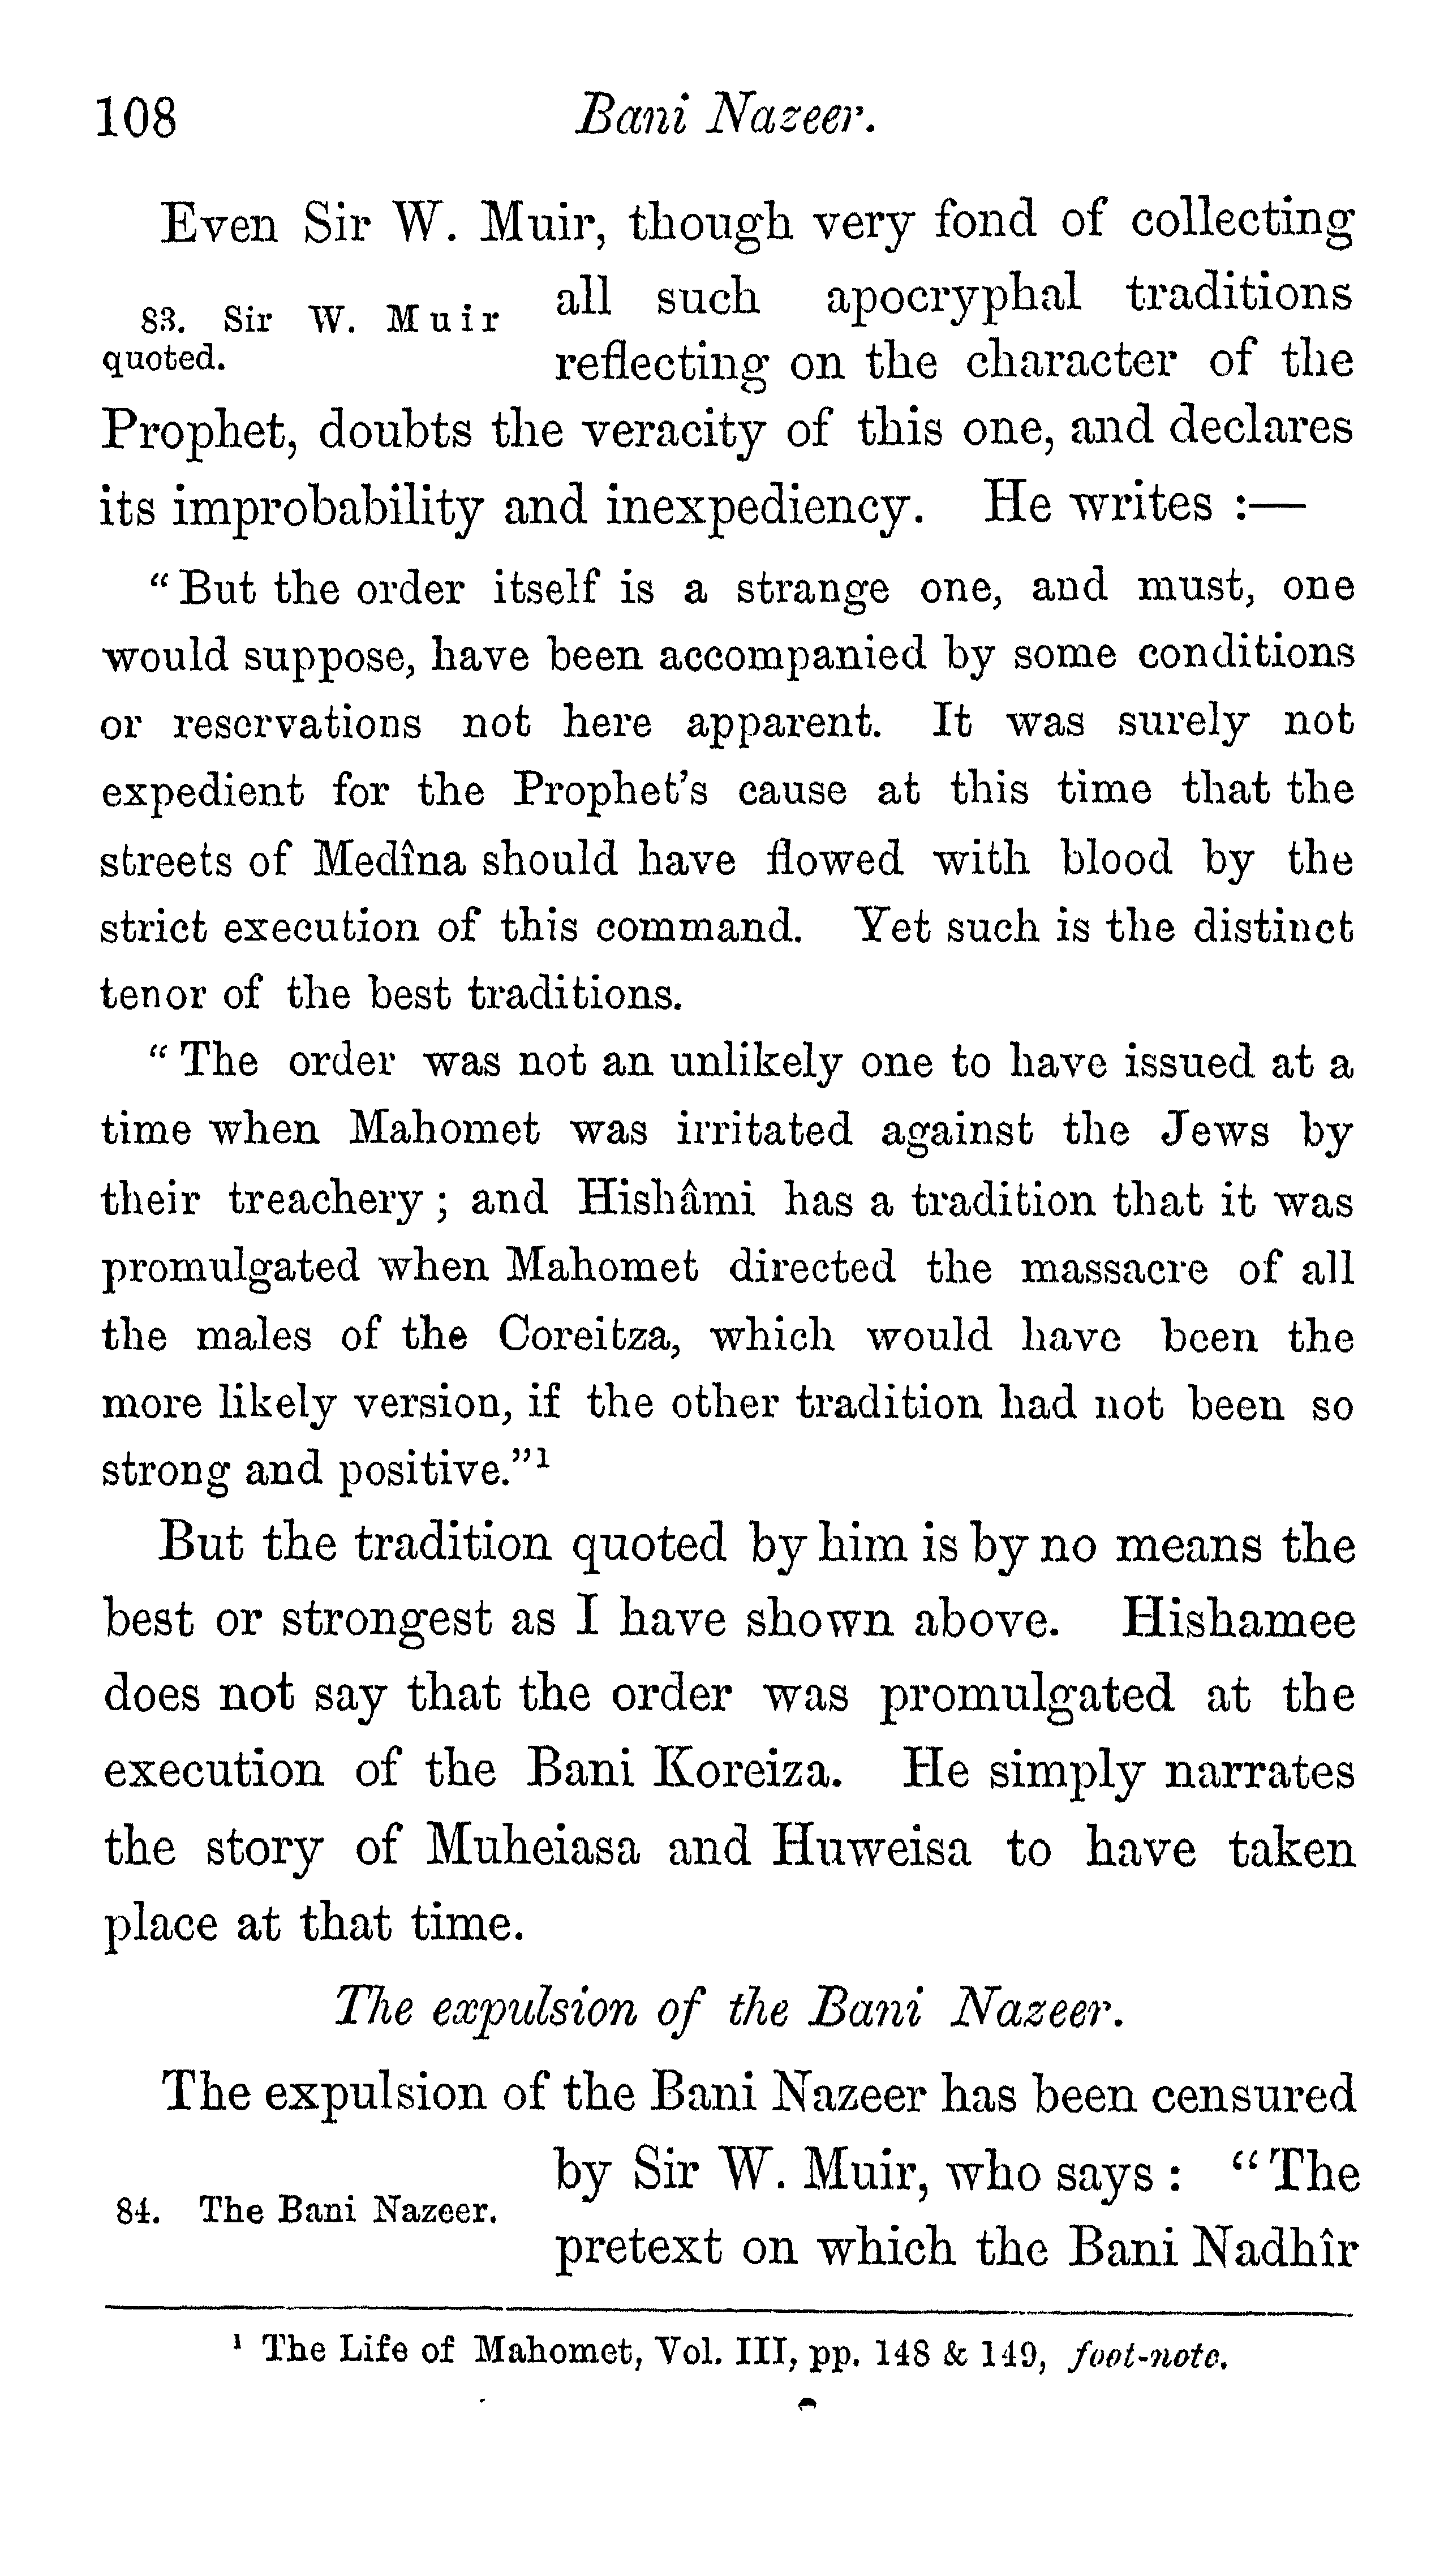 108
Bani Nazeer.
Even Sir W. Muir, though very fond of collecting
83. Sir W. Muir
quoted.
all such apocryphal traditions
reflecting on the character of the
Prophet, doubts the veracity of this one, and declares
its improbability and inexpediency. He writes :—
“ But the order itself is a strange one, and must, one
would suppose, have been accompanied by some conditions
or reservations not here apparent. It was surely not
expedient for the Prophet’s cause at this time that the
streets of Medîna should have flowed with blood by the
strict execution of this command. Yet such is the distinct
tenor of the best traditions.
“ The order was not an unlikely one to have issued at a
time when Mahomet was irritated against the Jews by
their treachery ; and Hishâmi has a tradition that it was
promulgated when Mahomet directed the massacre of all
the males of the Coreitza, which would have been the
more likely version, if the other tradition had not been so
strong and positive.”¹
But the tradition quoted by him is by no means the
best or strongest as I have shown above. Hishamee
does not say that the order was promulgated at the
execution of the Bani Koreiza. He simply narrates
the story of Muheiasa and Huweisa to have taken
place at that time.
The expulsion of the Bani Nazeer.
The expulsion of the Bani Nazeer has been censured
84. The Bani Nazeer.
by Sir W. Muir, who says : “ The
pretext on which the Bani Nadhîr
¹ The Life of Mahomet, Vol. III, pp. 148 & 149, foot-note.